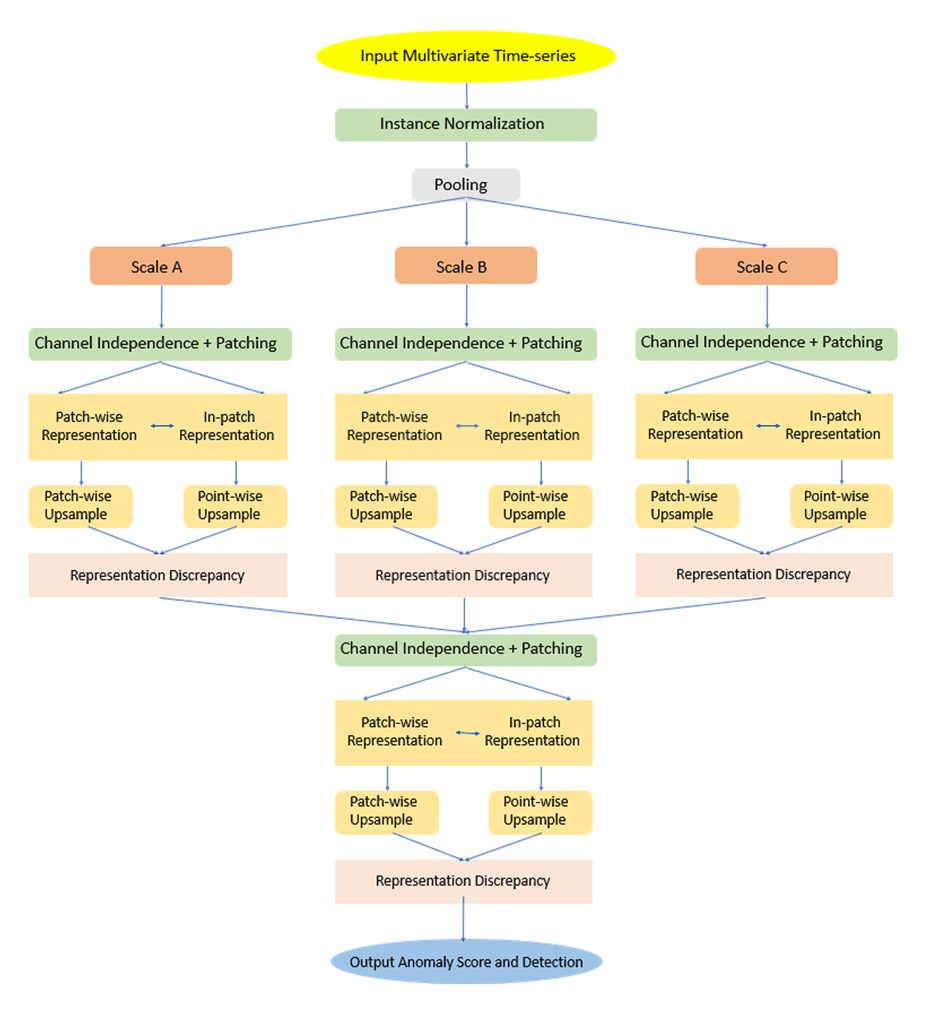 Input Multivariate Time-series
Instance Normalization
Pooling
Scale A
Scale B
Scale C
Channel Independence + Patching
Channel Independence + Patching
Channel Independence + Patching
Patch-wise
Representation
In-patch
Representation
Patch-wise
Representation
In-patch
Representation
Patch-wise
Representation
In-patch
Representation
Patch-wise
Upsample
Point-wise
Upsample
Patch-wise
Upsample
Point-wise
Upsample
Patch-wise
Upsample
Point-wise
Upsample
Representation Discrepancy
Representation Discrepancy
Representation Discrepancy
Channel Independence + Patching
Patch-wise
Representation
In-patch
Representation
Patch-wise
Upsample
Point-wise
Upsample
Representation Discrepancy
Output Anomaly Score and Detection